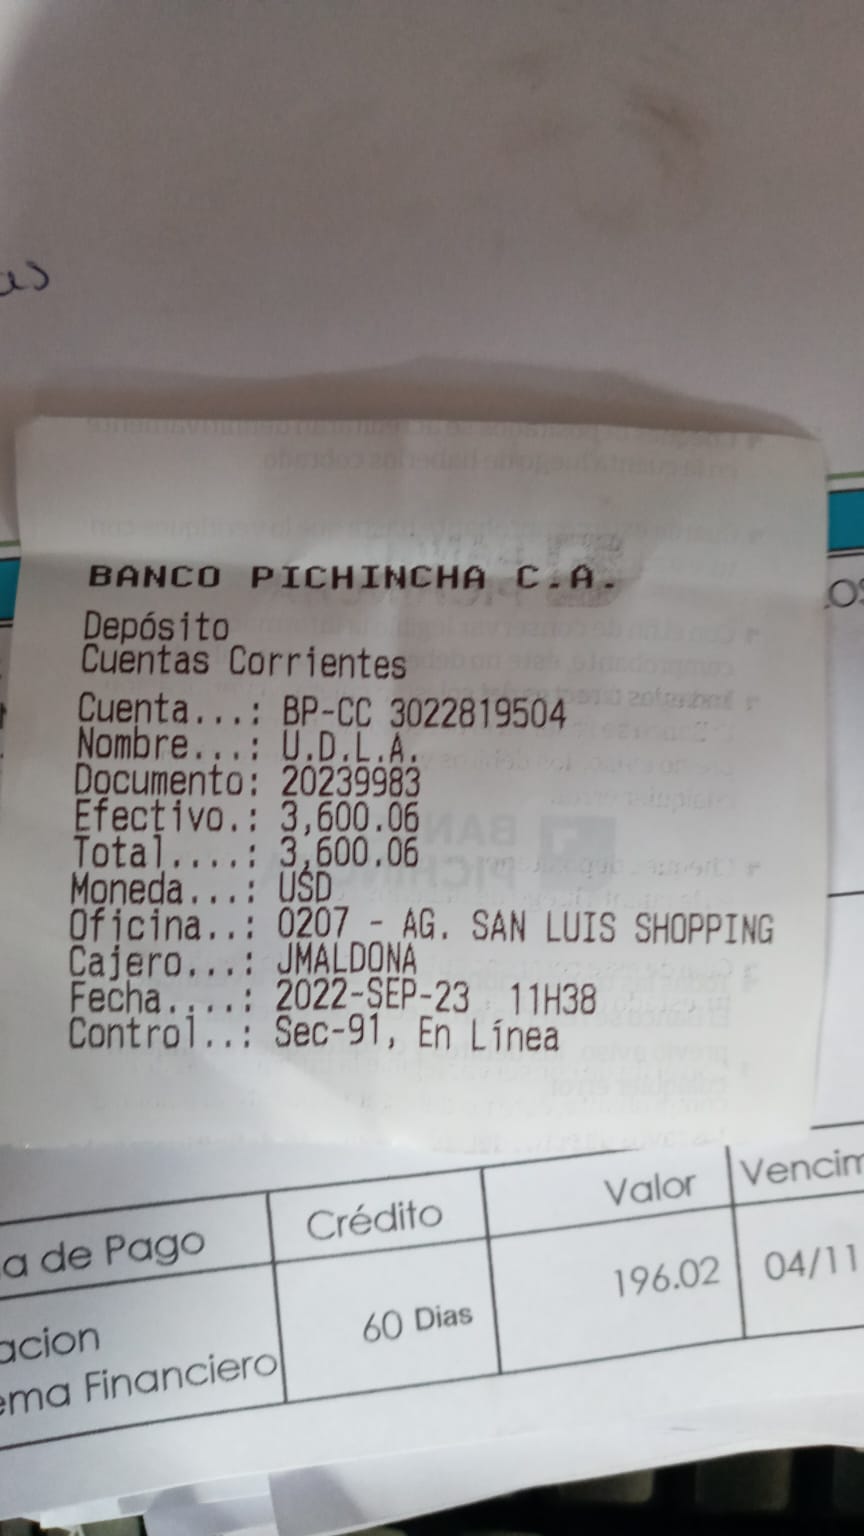 BANCO PICHINCHA C.A.
Depósito
Cuentas Corrientes
Cuenta...: BP-CC 3022819504
Nombre...: U.D.L.A.
Documento: 20239983
Efectivo.: 3,600.06
Total....: 3,600.06
Moneda...: USD
Oficina..: 0207 - AG. SAN LUIS SHOPPING
Cajero...: JMALDONA
Fecha....: 2022-SEP-23 11H38
Control..: Sec-91, En Línea
a de Pago Crédito Valor Vencim
acion
ema Financiero 60 Dias 196.02 04/11